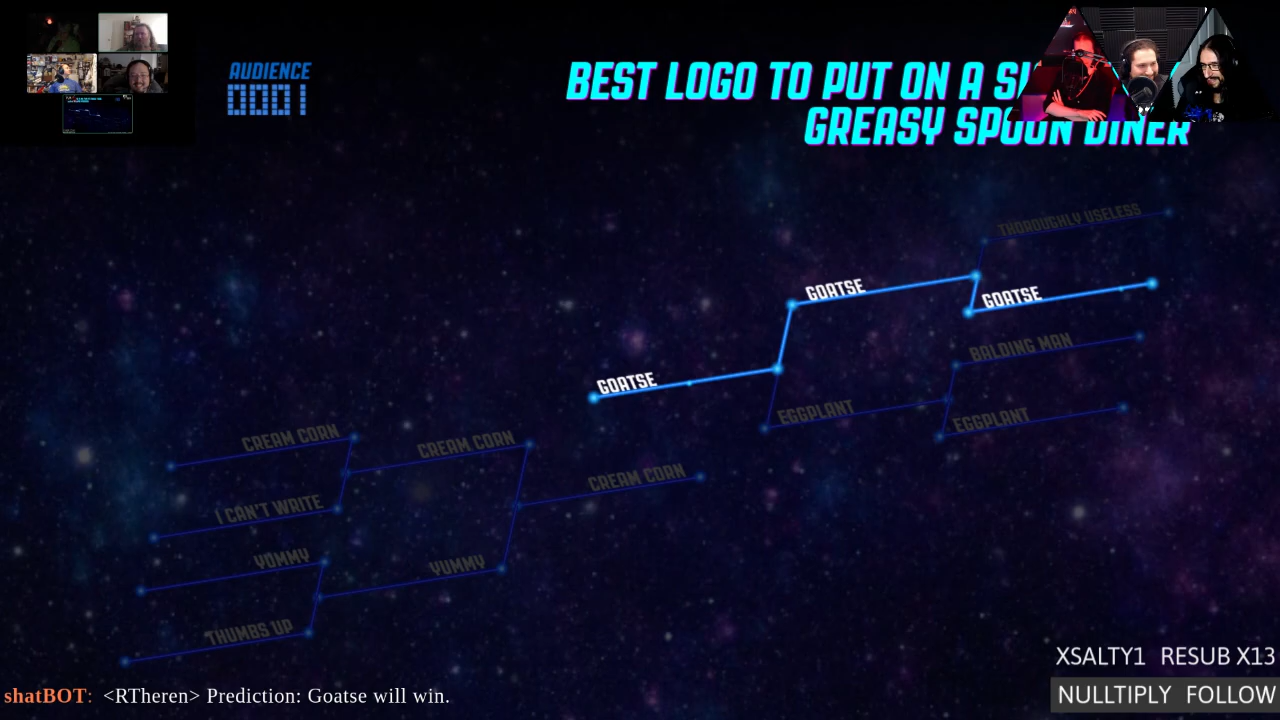 AUDIENCE
0001
BEST LOGO TO PUT ON A
GREASY SPOON DINER
THOROUGHLY USELESS
GOATSE
GOATSE
BALDING MAN
GOATSE
EGGPLANT
EGGPLANT
CREAM CORN
CREAM CORN
CREAM CORN
I CAN'T WRITE
YUMMY
YUMMY
THUMBS UP
XSALTY1 RESUB X13
shatBOT: <RTheren> Prediction: Goatse will win.
NULLTIPLY FOLLOW